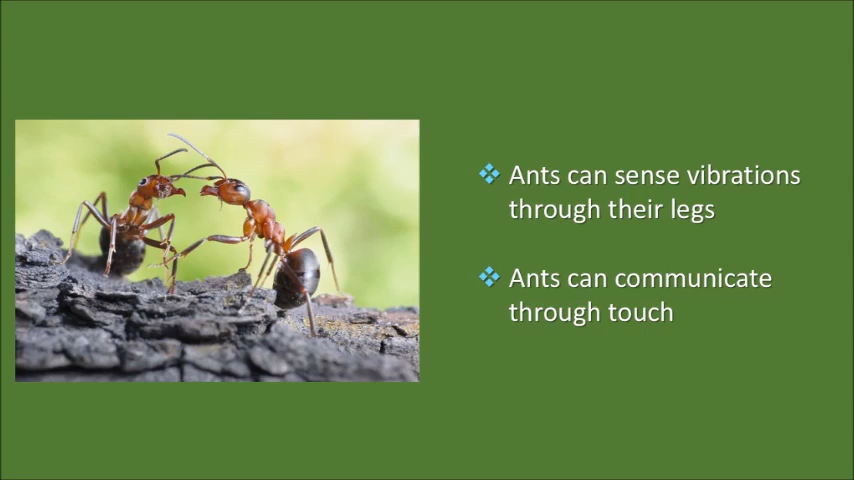 Ants can sense vibrations
through their legs
Ants can communicate
through touch